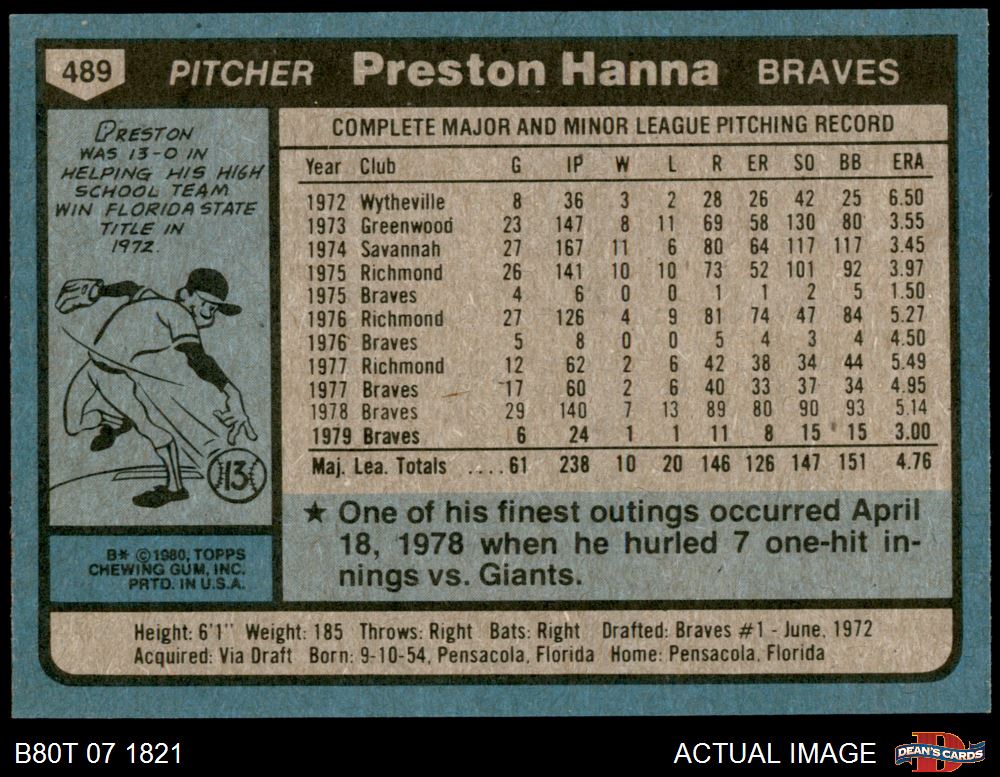 489 PITCHER Preston Hanna BRAVES
PRESTON
WAS 13-0 IN
HELPING HIS HIGH
SCHOOL TEAM
WIN FLORIDA STATE
TITLE IN
1972.
13
B* © 1980, TOPPS
CHEWING GUM, INC.
PRTD. IN U.S.A.
COMPLETE MAJOR AND MINOR LEAGUE PITCHING RECORD
Year Club G IP W L R ER SO BB ERA
1972 Wytheville 8 36 3 2 28 26 42 25 6.50
1973 Greenwood 23 147 8 11 69 58 130 80 3.55
1974 Savannah 27 167 11 6 80 64 117 117 3.45
1975 Richmond 26 141 10 10 73 52 101 92 3.97
1975 Braves 4 6 0 0 1 1 2 5 1.50
1976 Richmond 27 126 4 9 81 74 47 84 5.27
1976 Braves 5 8 0 0 5 4 3 4 4.50
1977 Richmond 12 62 2 6 42 38 34 44 5.49
1977 Braves 17 60 2 6 40 33 37 34 4.95
1978 Braves 29 140 7 13 89 80 90 93 5.14
1979 Braves 6 24 1 1 11 8 15 15 3.00
Maj. Lea. Totals ....61 238 10 20 146 126 147 151 4.76
★ One of his finest outings occurred April
18, 1978 when he hurled 7 one-hit in-
nings vs. Giants.
Height: 6'1" Weight: 185 Throws: Right Bats: Right Drafted: Braves #1 - June, 1972
Acquired: Via Draft Born: 9-10-54, Pensacola, Florida Home: Pensacola, Florida
B80T 07 1821 ACTUAL IMAGE DEAN'S CARDS